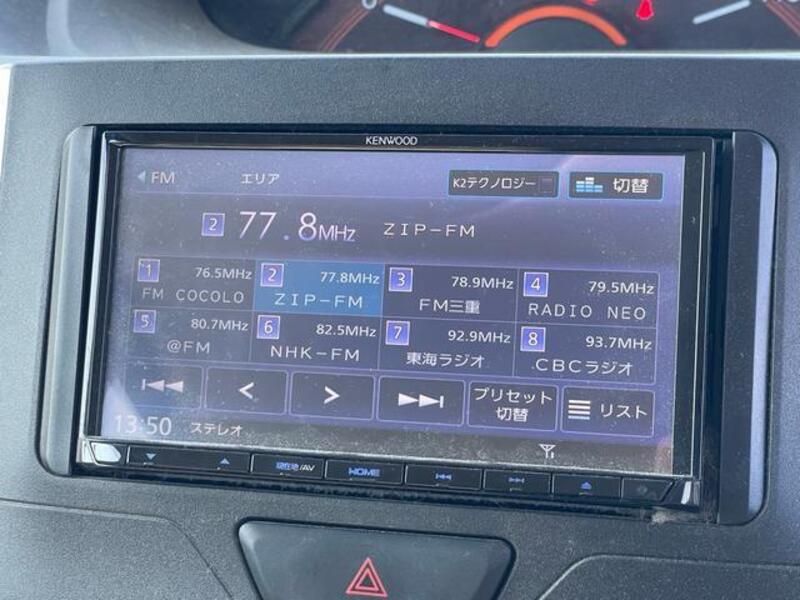 KENWOOD
FM エリア K2テクノロジー 切替
2 77.8MHz ZIP-FM
1 76.5MHz 2 77.8MHz 3 78.9MHz 4 79.5MHz
FM COCOLO ZIP-FM FM三重 RADIO NEO
5 80.7MHz 6 82.5MHz 7 92.9MHz 8 93.7MHz
@FM NHK-FM 東海ラジオ CBCラジオ
プリセット
切替 リスト
13:50 ステレオ
現在地/AV HOME